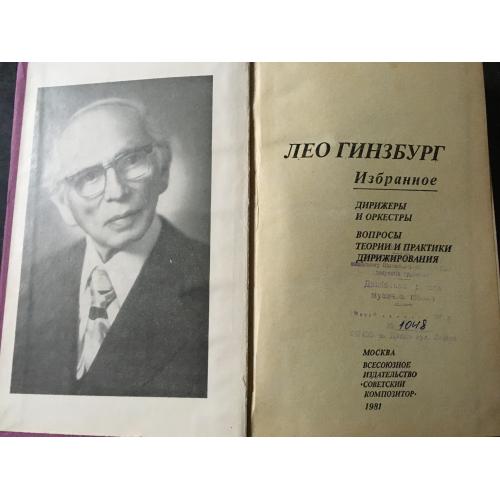 ЛЕО ГИНЗБУРГ
Избранное
ДИРИЖЕРЫ
И ОРКЕСТРЫ
ВОПРОСЫ
ТЕОРИИ И ПРАКТИКИ
ДИРИЖИРОВАНИЯ
1048
МОСКВА
ВСЕСОЮЗНОЕ
ИЗДАТЕЛЬСТВО
«СОВЕТСКИЙ
КОМПОЗИТОР»
1981